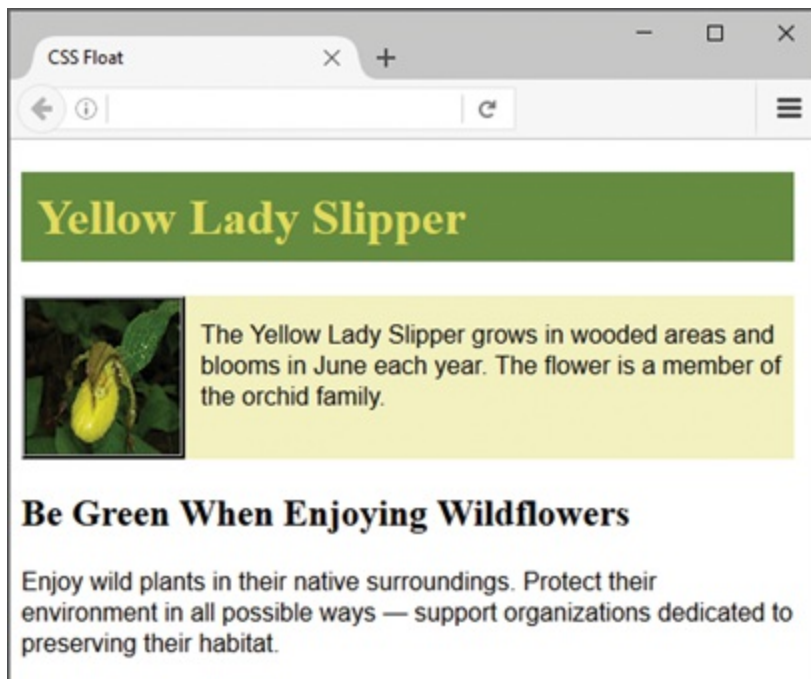 CSS Float
Yellow Lady Slipper
The Yellow Lady Slipper grows in wooded areas and
blooms in June each year. The flower is a member of
the orchid family.
Be Green When Enjoying Wildflowers
Enjoy wild plants in their native surroundings. Protect their
environment in all possible ways — support organizations dedicated to
preserving their habitat.